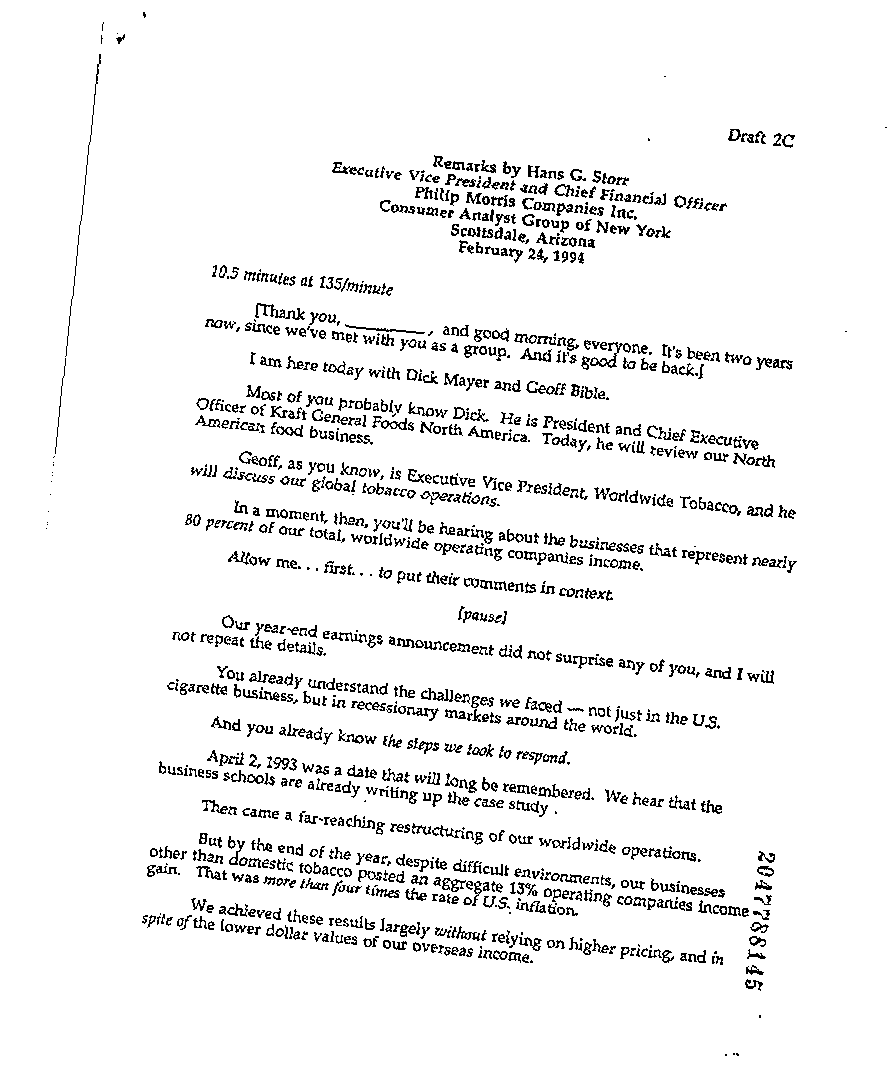 Draft 2C
Remarks by Hans G. Storr
Executive Vice President and Chief Financial Officer
Philip Morris Companies Inc.
Consumer Analyst Group of New York
Scottsdale, Arizona
February 24, 1994
10.5 minutes at 135/minute
[Thank you, ________, and good morning, everyone. It's been two years
now, since we've met with you as a group. And it's good to be back.]
I am here today with Dick Mayer and Geoff Bible.
Most of you probably know Dick. He is President and Chief Executive
Officer of Kraft General Foods North America. Today, he will review our North
American food business.
Geoff, as you know, is Executive Vice President, Worldwide Tobacco, and he
will discuss our global tobacco operations.
In a moment, then, you'll be hearing about the businesses that represent nearly
80 percent of our total, worldwide operating companies income.
Allow me. . . first. . . to put their comments in context.
[pause]
Our year-end earnings announcement did not surprise any of you, and I will
not repeat the details.
You already understand the challenges we faced — not just in the U.S.
cigarette business, but in recessionary markets around the world.
And you already know the steps we took to respond.
April 2, 1993 was a date that will long be remembered. We hear that the
business schools are already writing up the case study .
Then came a far-reaching restructuring of our worldwide operations.
But by the end of the year, despite difficult environments, our businesses
other than domestic tobacco posted an aggregate 13% operating companies income
gain. That was more than four times the rate of U.S. inflation.
We achieved these results largely without relying on higher pricing, and in
spite of the lower dollar values of our overseas income.
2047788145